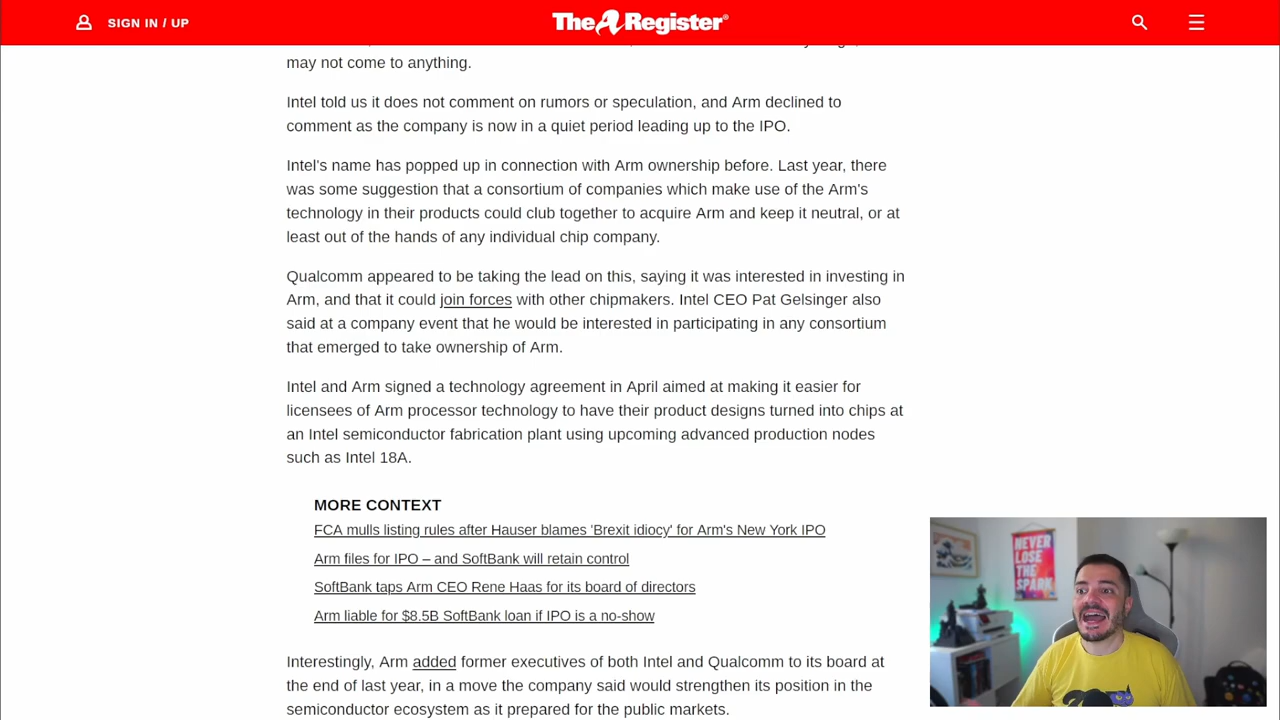 SIGN IN / UP
The Register®
may not come to anything.
Intel told us it does not comment on rumors or speculation, and Arm declined to
comment as the company is now in a quiet period leading up to the IPO.
Intel's name has popped up in connection with Arm ownership before. Last year, there
was some suggestion that a consortium of companies which make use of the Arm's
technology in their products could club together to acquire Arm and keep it neutral, or at
least out of the hands of any individual chip company.
Qualcomm appeared to be taking the lead on this, saying it was interested in investing in
Arm, and that it could join forces with other chipmakers. Intel CEO Pat Gelsinger also
said at a company event that he would be interested in participating in any consortium
that emerged to take ownership of Arm.
Intel and Arm signed a technology agreement in April aimed at making it easier for
licensees of Arm processor technology to have their product designs turned into chips at
an Intel semiconductor fabrication plant using upcoming advanced production nodes
such as Intel 18A.
MORE CONTEXT
FCA mulls listing rules after Hauser blames 'Brexit idiocy' for Arm's New York IPO
Arm files for IPO – and SoftBank will retain control
SoftBank taps Arm CEO Rene Haas for its board of directors
Arm liable for $8.5B SoftBank loan if IPO is a no-show
Interestingly, Arm added former executives of both Intel and Qualcomm to its board at
the end of last year, in a move the company said would strengthen its position in the
semiconductor ecosystem as it prepared for the public markets.
NEVER
LOSE
THE
SPARK